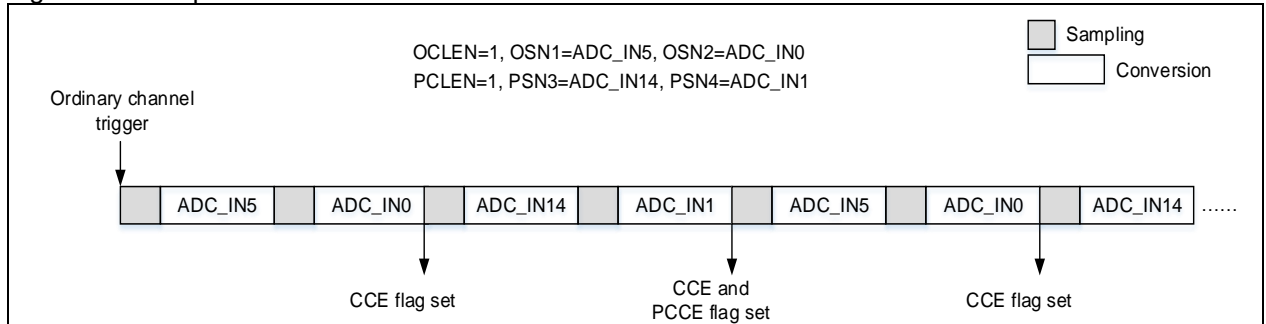 OCLEN=1, OSN1=ADC_IN5, OSN2=ADC_IN0
PCLEN=1, PSN3=ADC_IN14, PSN4=ADC_IN1
Sampling
Conversion
Ordinary channel
trigger
ADC_IN5 ADC_IN0 ADC_IN14 ADC_IN1 ADC_IN5 ADC_IN0 ADC_IN14 ......
CCE flag set
CCE and
PCCE flag set
CCE flag set